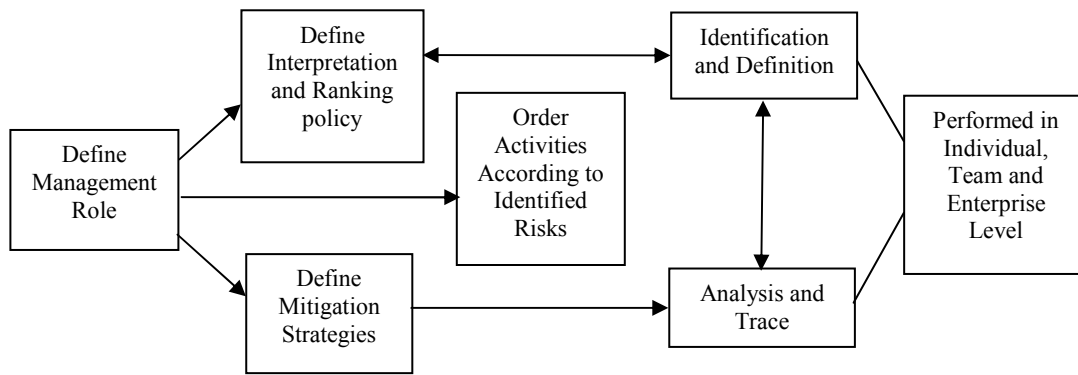 Define
Management
Role
Define
Interpretation
and Ranking
policy
Order
Activities
According to
Identified
Risks
Define
Mitigation
Strategies
Identification
and Definition
Analysis and
Trace
Performed in
Individual,
Team and
Enterprise
Level